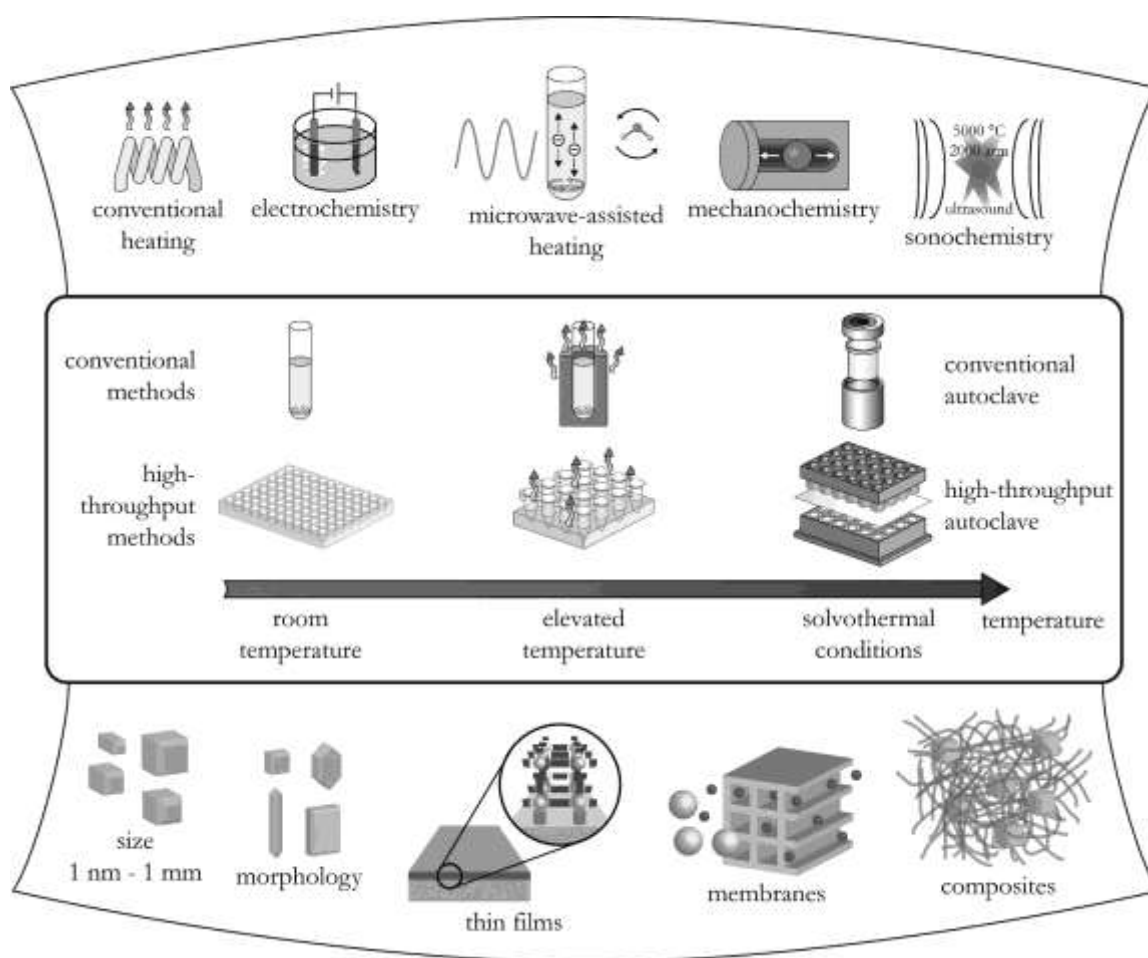 conventional
heating
electrochemistry
microwave-assisted
heating
mechanochemistry
5000 °C
2000 atm
ultrasound
sonochemistry
conventional
methods
conventional
autoclave
high-
throughput
methods
high-throughput
autoclave
room
temperature
elevated
temperature
solvothermal
conditions
temperature
size
1 nm - 1 mm
morphology
thin films
membranes
composites